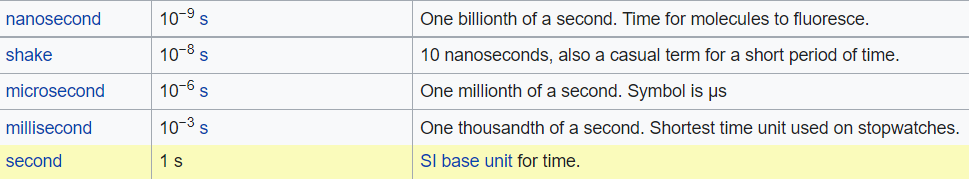 nanosecond 10⁻⁹ s One billionth of a second. Time for molecules to fluoresce.
shake 10⁻⁸ s 10 nanoseconds, also a casual term for a short period of time.
microsecond 10⁻⁶ s One millionth of a second. Symbol is μs
millisecond 10⁻³ s One thousandth of a second. Shortest time unit used on stopwatches.
second 1 s SI base unit for time.